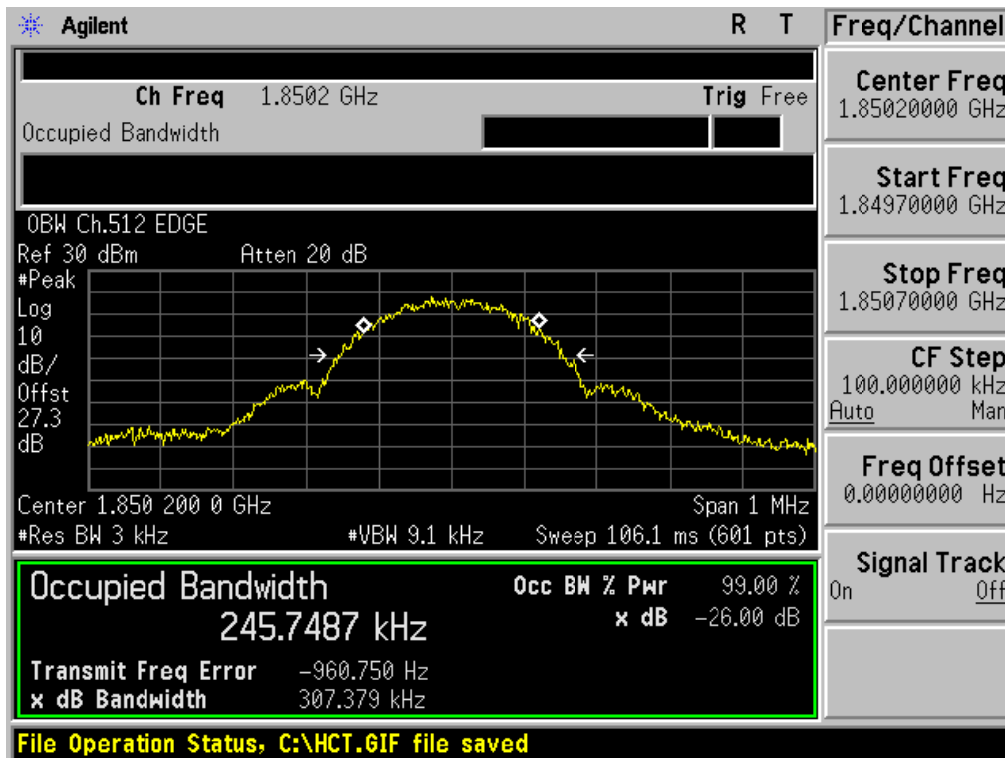 Agilent R T Freq/Channel
Ch Freq 1.8502 GHz Trig Free
Occupied Bandwidth
Center Freq
1.85020000 GHz
Start Freq
1.84970000 GHz
Stop Freq
1.85070000 GHz
CF Step
100.000000 kHz
Auto Man
Freq Offset
0.00000000 Hz
Signal Track
On Off
OBW Ch.512 EDGE
Ref 30 dBm Atten 20 dB
#Peak
Log
10
dB/
Offst
27.3
dB
Center 1.850 200 0 GHz Span 1 MHz
#Res BW 3 kHz #VBW 9.1 kHz Sweep 106.1 ms (601 pts)
Occupied Bandwidth Occ BW % Pwr 99.00 %
245.7487 kHz x dB -26.00 dB
Transmit Freq Error -960.750 Hz
x dB Bandwidth 307.379 kHz
File Operation Status, C:\HCT.GIF file saved